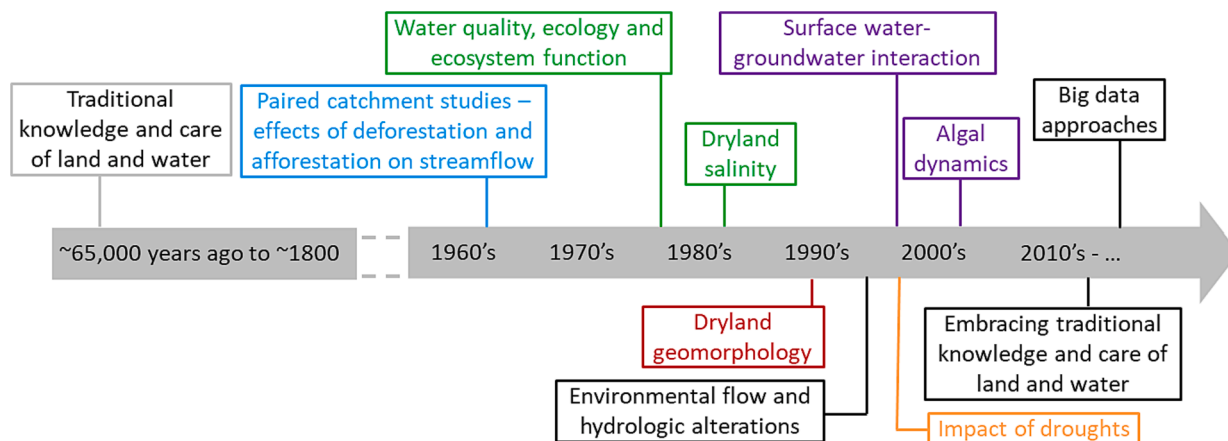 Water quality, ecology and
ecosystem function
Surface water-
groundwater interaction
Traditional
knowledge and care
of land and water
Paired catchment studies –
effects of deforestation and
afforestation on streamflow
Dryland
salinity
Algal
dynamics
Big data
approaches
~65,000 years ago to ~1800
1960's
1970's
1980's
1990's
2000's
2010's - ...
Dryland
geomorphology
Environmental flow and
hydrologic alterations
Embracing traditional
knowledge and care of
land and water
Impact of droughts